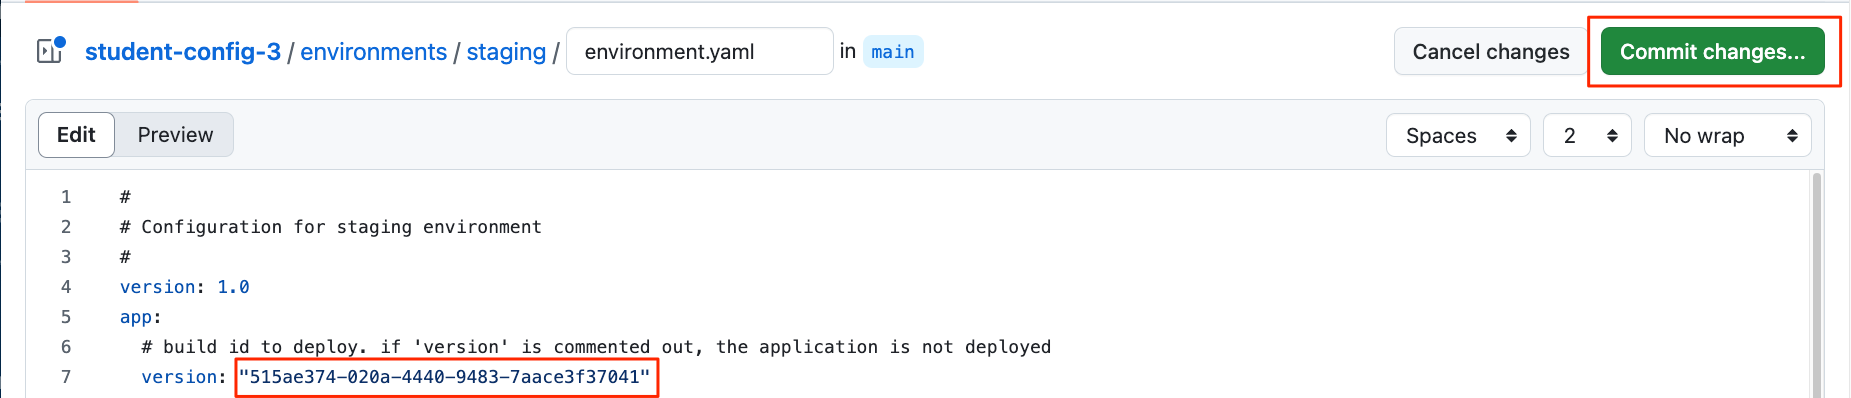 student-config-3 / environments / staging / environment.yaml in main Cancel changes Commit changes...
Edit Preview Spaces 2 No wrap
1 #
2 # Configuration for staging environment
3 #
4 version: 1.0
5 app:
6 # build id to deploy. if 'version' is commented out, the application is not deployed
7 version: "515ae374-020a-4440-9483-7aace3f37041"